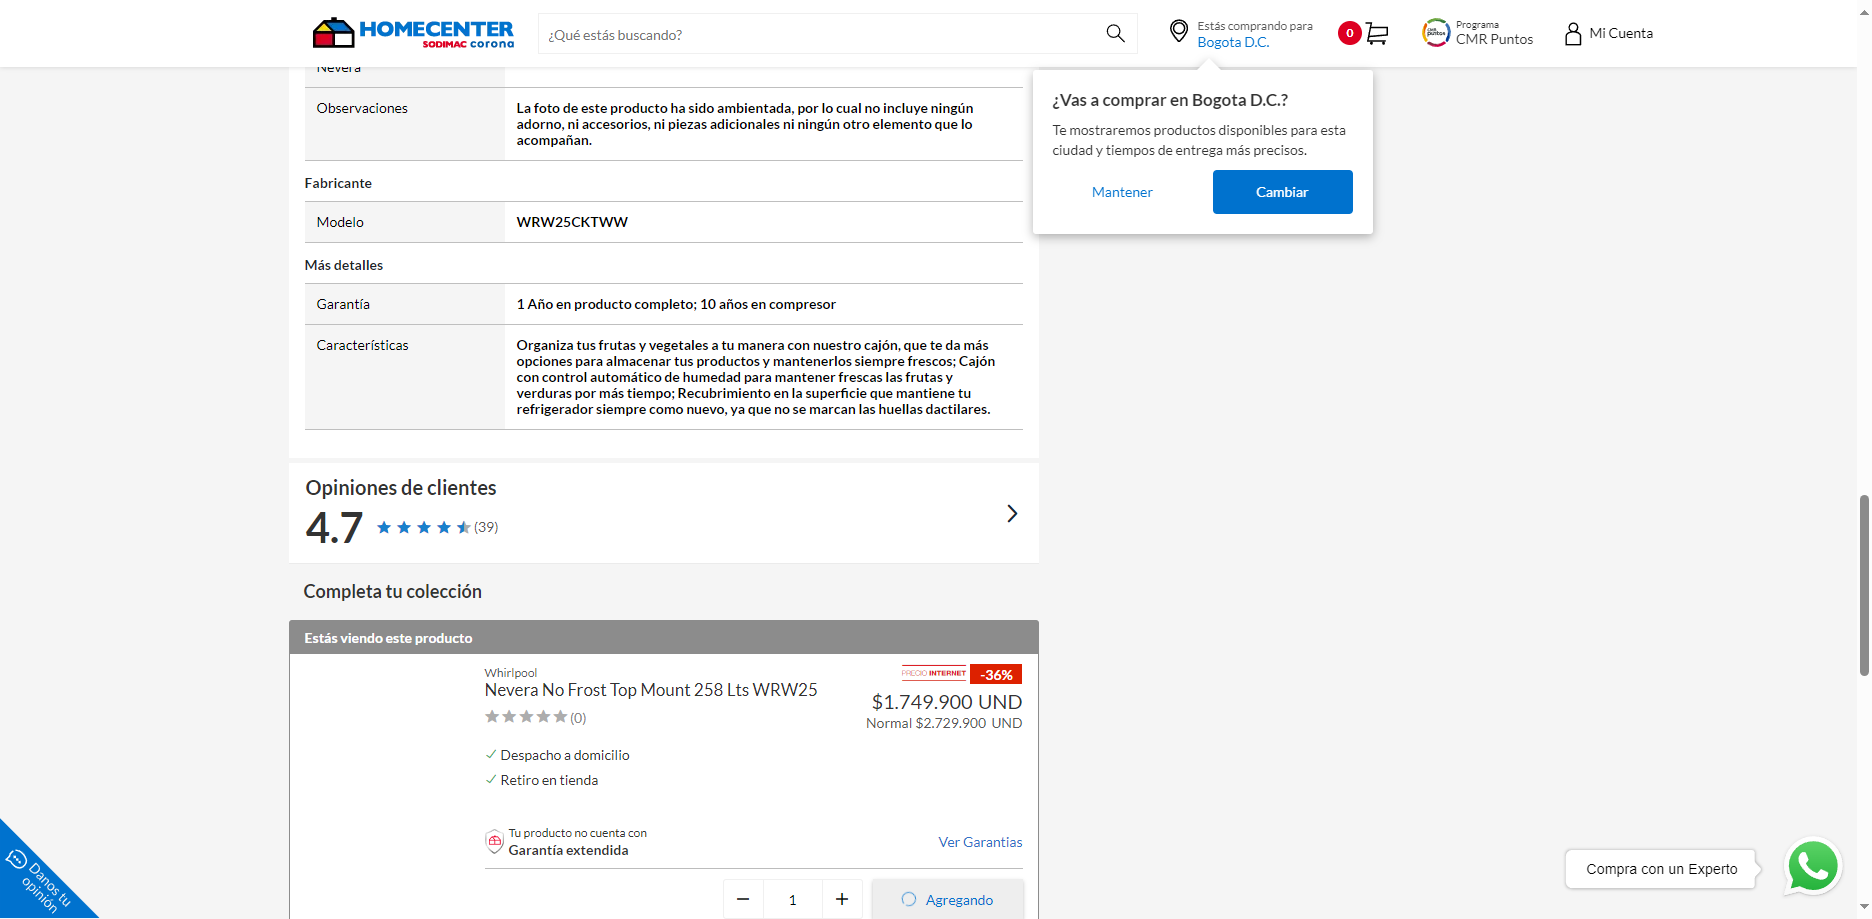 HOMECENTER
SODIMAC corona
¿Qué estás buscando?
Estás comprando para
Bogota D.C.
0
Programa
CMR Puntos
Mi Cuenta
¿Vas a comprar en Bogota D.C.?
Te mostraremos productos disponibles para esta
ciudad y tiempos de entrega más precisos.
Mantener
Cambiar
Nevera
Observaciones
La foto de este producto ha sido ambientada, por lo cual no incluye ningún
adorno, ni accesorios, ni piezas adicionales ni ningún otro elemento que lo
acompañan.
Fabricante
Modelo
WRW25CKTWW
Más detalles
Garantía
1 Año en producto completo; 10 años en compresor
Características
Organiza tus frutas y vegetales a tu manera con nuestro cajón, que te da más
opciones para almacenar tus productos y mantenerlos siempre frescos; Cajón
con control automático de humedad para mantener frescas las frutas y
verduras por más tiempo; Recubrimiento en la superficie que mantiene tu
refrigerador siempre como nuevo, ya que no se marcan las huellas dactilares.
Opiniones de clientes
4.7
(39)
Completa tu colección
Estás viendo este producto
Whirlpool
Nevera No Frost Top Mount 258 Lts WRW25
(0)
PRECIO INTERNET
-36%
$1.749.900 UND
Normal $2.729.900 UND
Despacho a domicilio
Retiro en tienda
Tu producto no cuenta con
Garantía extendida
Ver Garantias
1
Agregando
Danos tu
opinión
Compra con un Experto